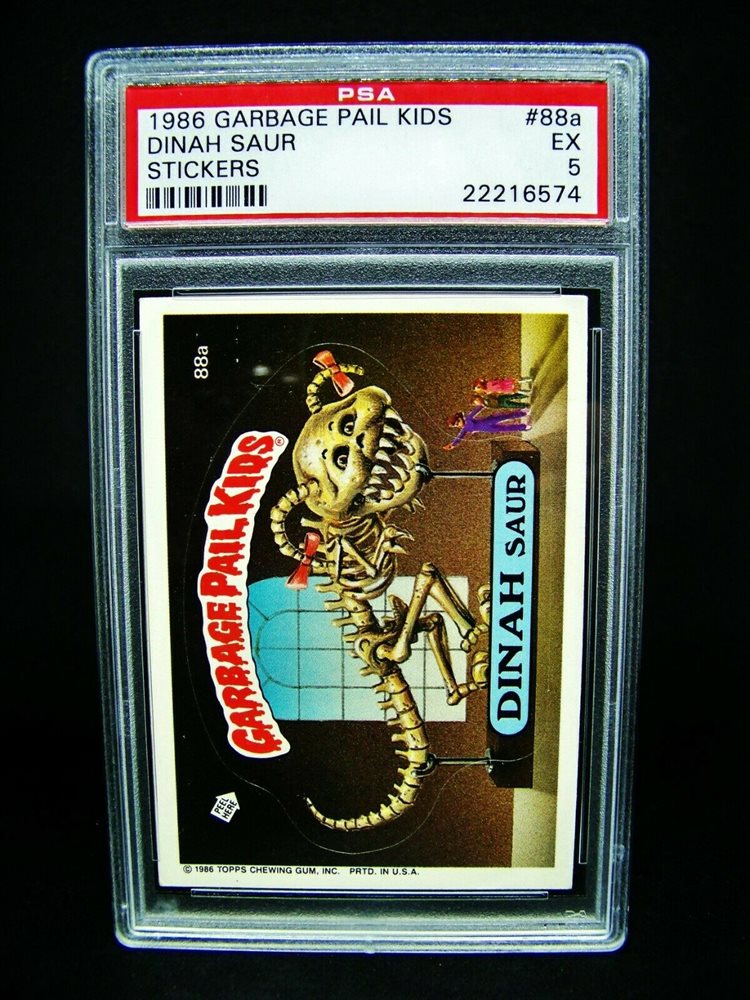 PSA
1986 GARBAGE PAIL KIDS #88a
DINAH SAUR EX
STICKERS 5
22216574
88a
GARBAGE PAIL KIDS®
PEEL HERE
DINAH SAUR
© 1986 TOPPS CHEWING GUM, INC. PRTD. IN U.S.A.